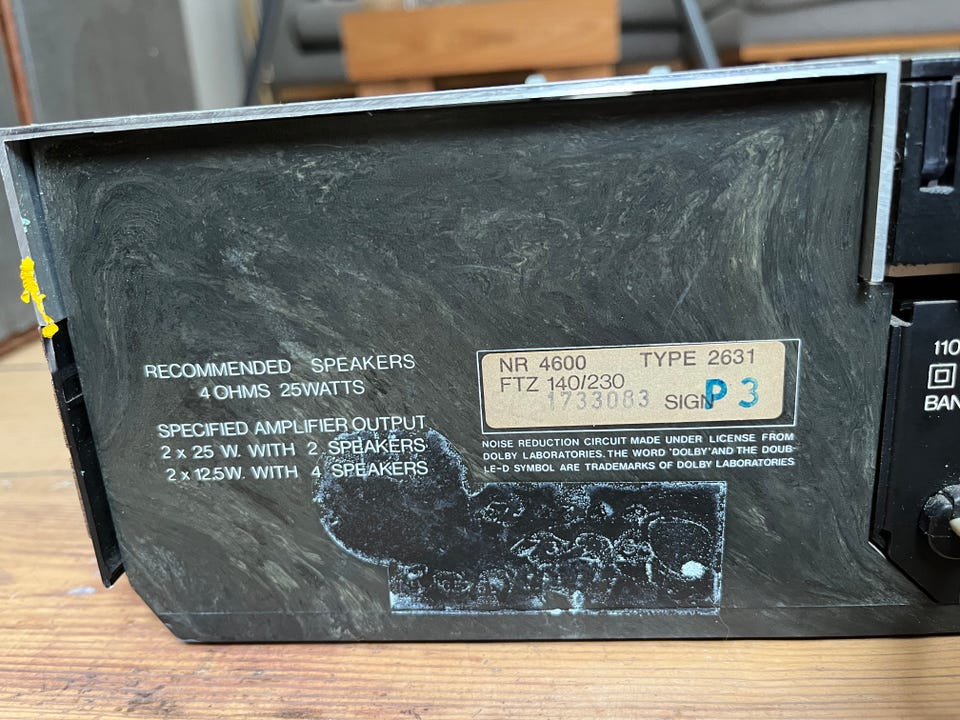 RECOMMENDED SPEAKERS
4 OHMS 25WATTS
SPECIFIED AMPLIFIER OUTPUT
2 x 25 W. WITH 2 SPEAKERS
2 x 12.5W. WITH 4 SPEAKERS
NR 4600 TYPE 2631
FTZ 140/230
1733083 SIGN P 3
NOISE REDUCTION CIRCUIT MADE UNDER LICENSE FROM
DOLBY LABORATORIES. THE WORD 'DOLBY' AND THE DOUB-
LE-D SYMBOL ARE TRADEMARKS OF DOLBY LABORATORIES
110
BAN